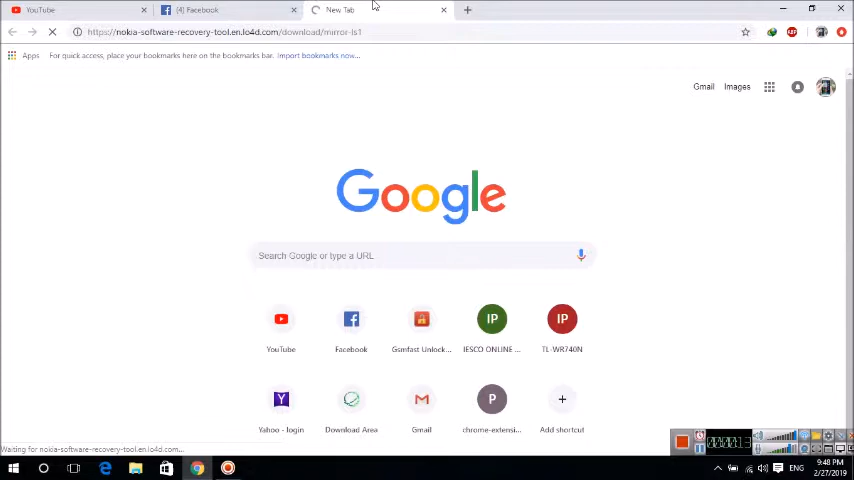 YouTube
(4) Facebook
New Tab
https://nokia-software-recovery-tool.en.lo4d.com/download/mirror-ls1
Apps
For quick access, place your bookmarks here on the bookmarks bar. Import bookmarks now...
Gmail
Images
Google
Search Google or type a URL
IP
IP
YouTube
Facebook
Gsmfast Unlock...
IESCO ONLINE ...
TL-WR740N
P
Yahoo - login
Download Area
Gmail
chrome-extensi...
Add shortcut
Waiting for nokia-software-recovery-tool.en.lo4d.com...
ENG
9:48 PM
2/27/2019